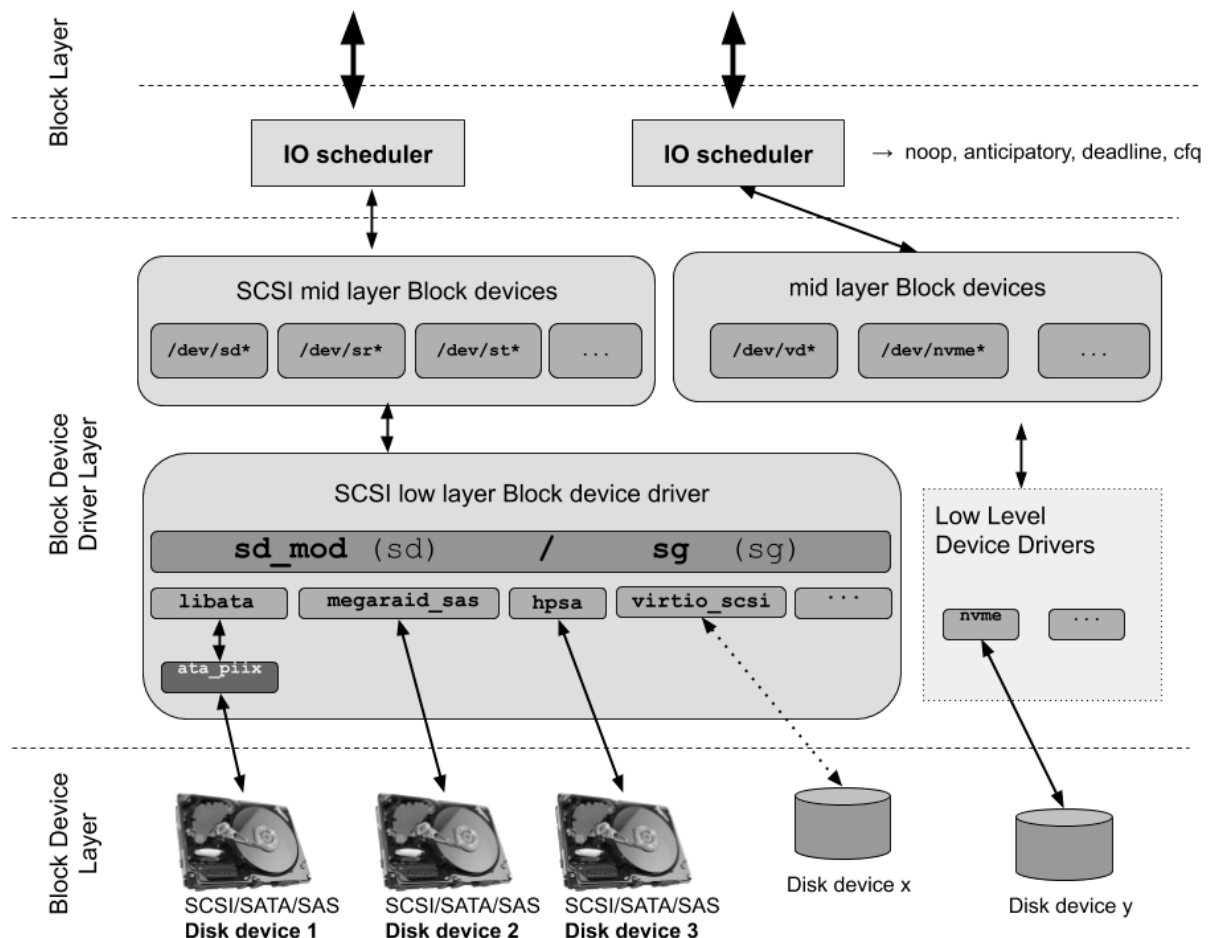 Block Layer
IO scheduler
IO scheduler
→ noop, anticipatory, deadline, cfq
Block Device
Driver Layer
SCSI mid layer Block devices
/dev/sd*
/dev/sr*
/dev/st*
...
mid layer Block devices
/dev/vd*
/dev/nvme*
...
SCSI low layer Block device driver
sd_mod (sd) / sg (sg)
libata
megaraid_sas
hpsa
virtio_scsi
...
ata_piix
Low Level
Device Drivers
nvme
...
Block Device
Layer
SCSI/SATA/SAS
Disk device 1
SCSI/SATA/SAS
Disk device 2
SCSI/SATA/SAS
Disk device 3
Disk device x
Disk device y